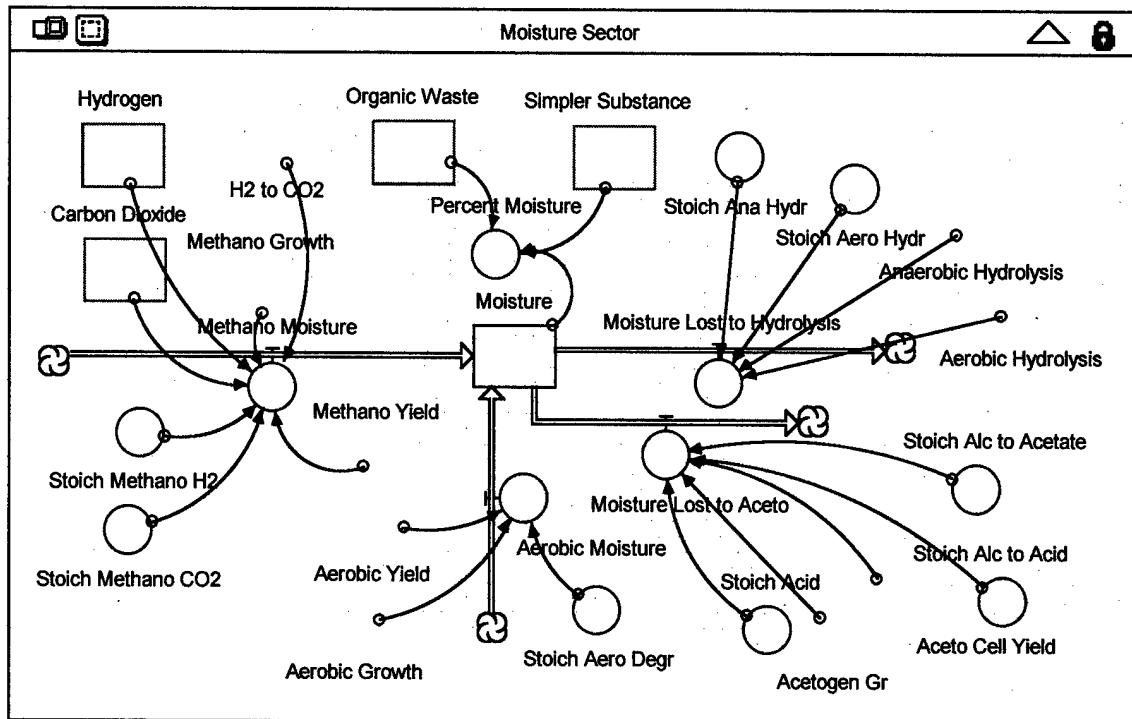 Moisture Sector
Hydrogen
Organic Waste
Simpler Substance
H2 to CO2
Percent Moisture
Stoich Ana Hydr
Carbon Dioxide
Methano Growth
Stoich Aero Hydr
Anaerobic Hydrolysis
Moisture
Methano Moisture
Moisture Lost to Hydrolysis
Aerobic Hydrolysis
Methano Yield
Stoich Alc to Acetate
Stoich Methano H2
Moisture Lost to Aceto
Aerobic Moisture
Stoich Alc to Acid
Stoich Methano CO2
Aerobic Yield
Stoich Acid
Aceto Cell Yield
Stoich Aero Degr
Aerobic Growth
Acetogen Gr